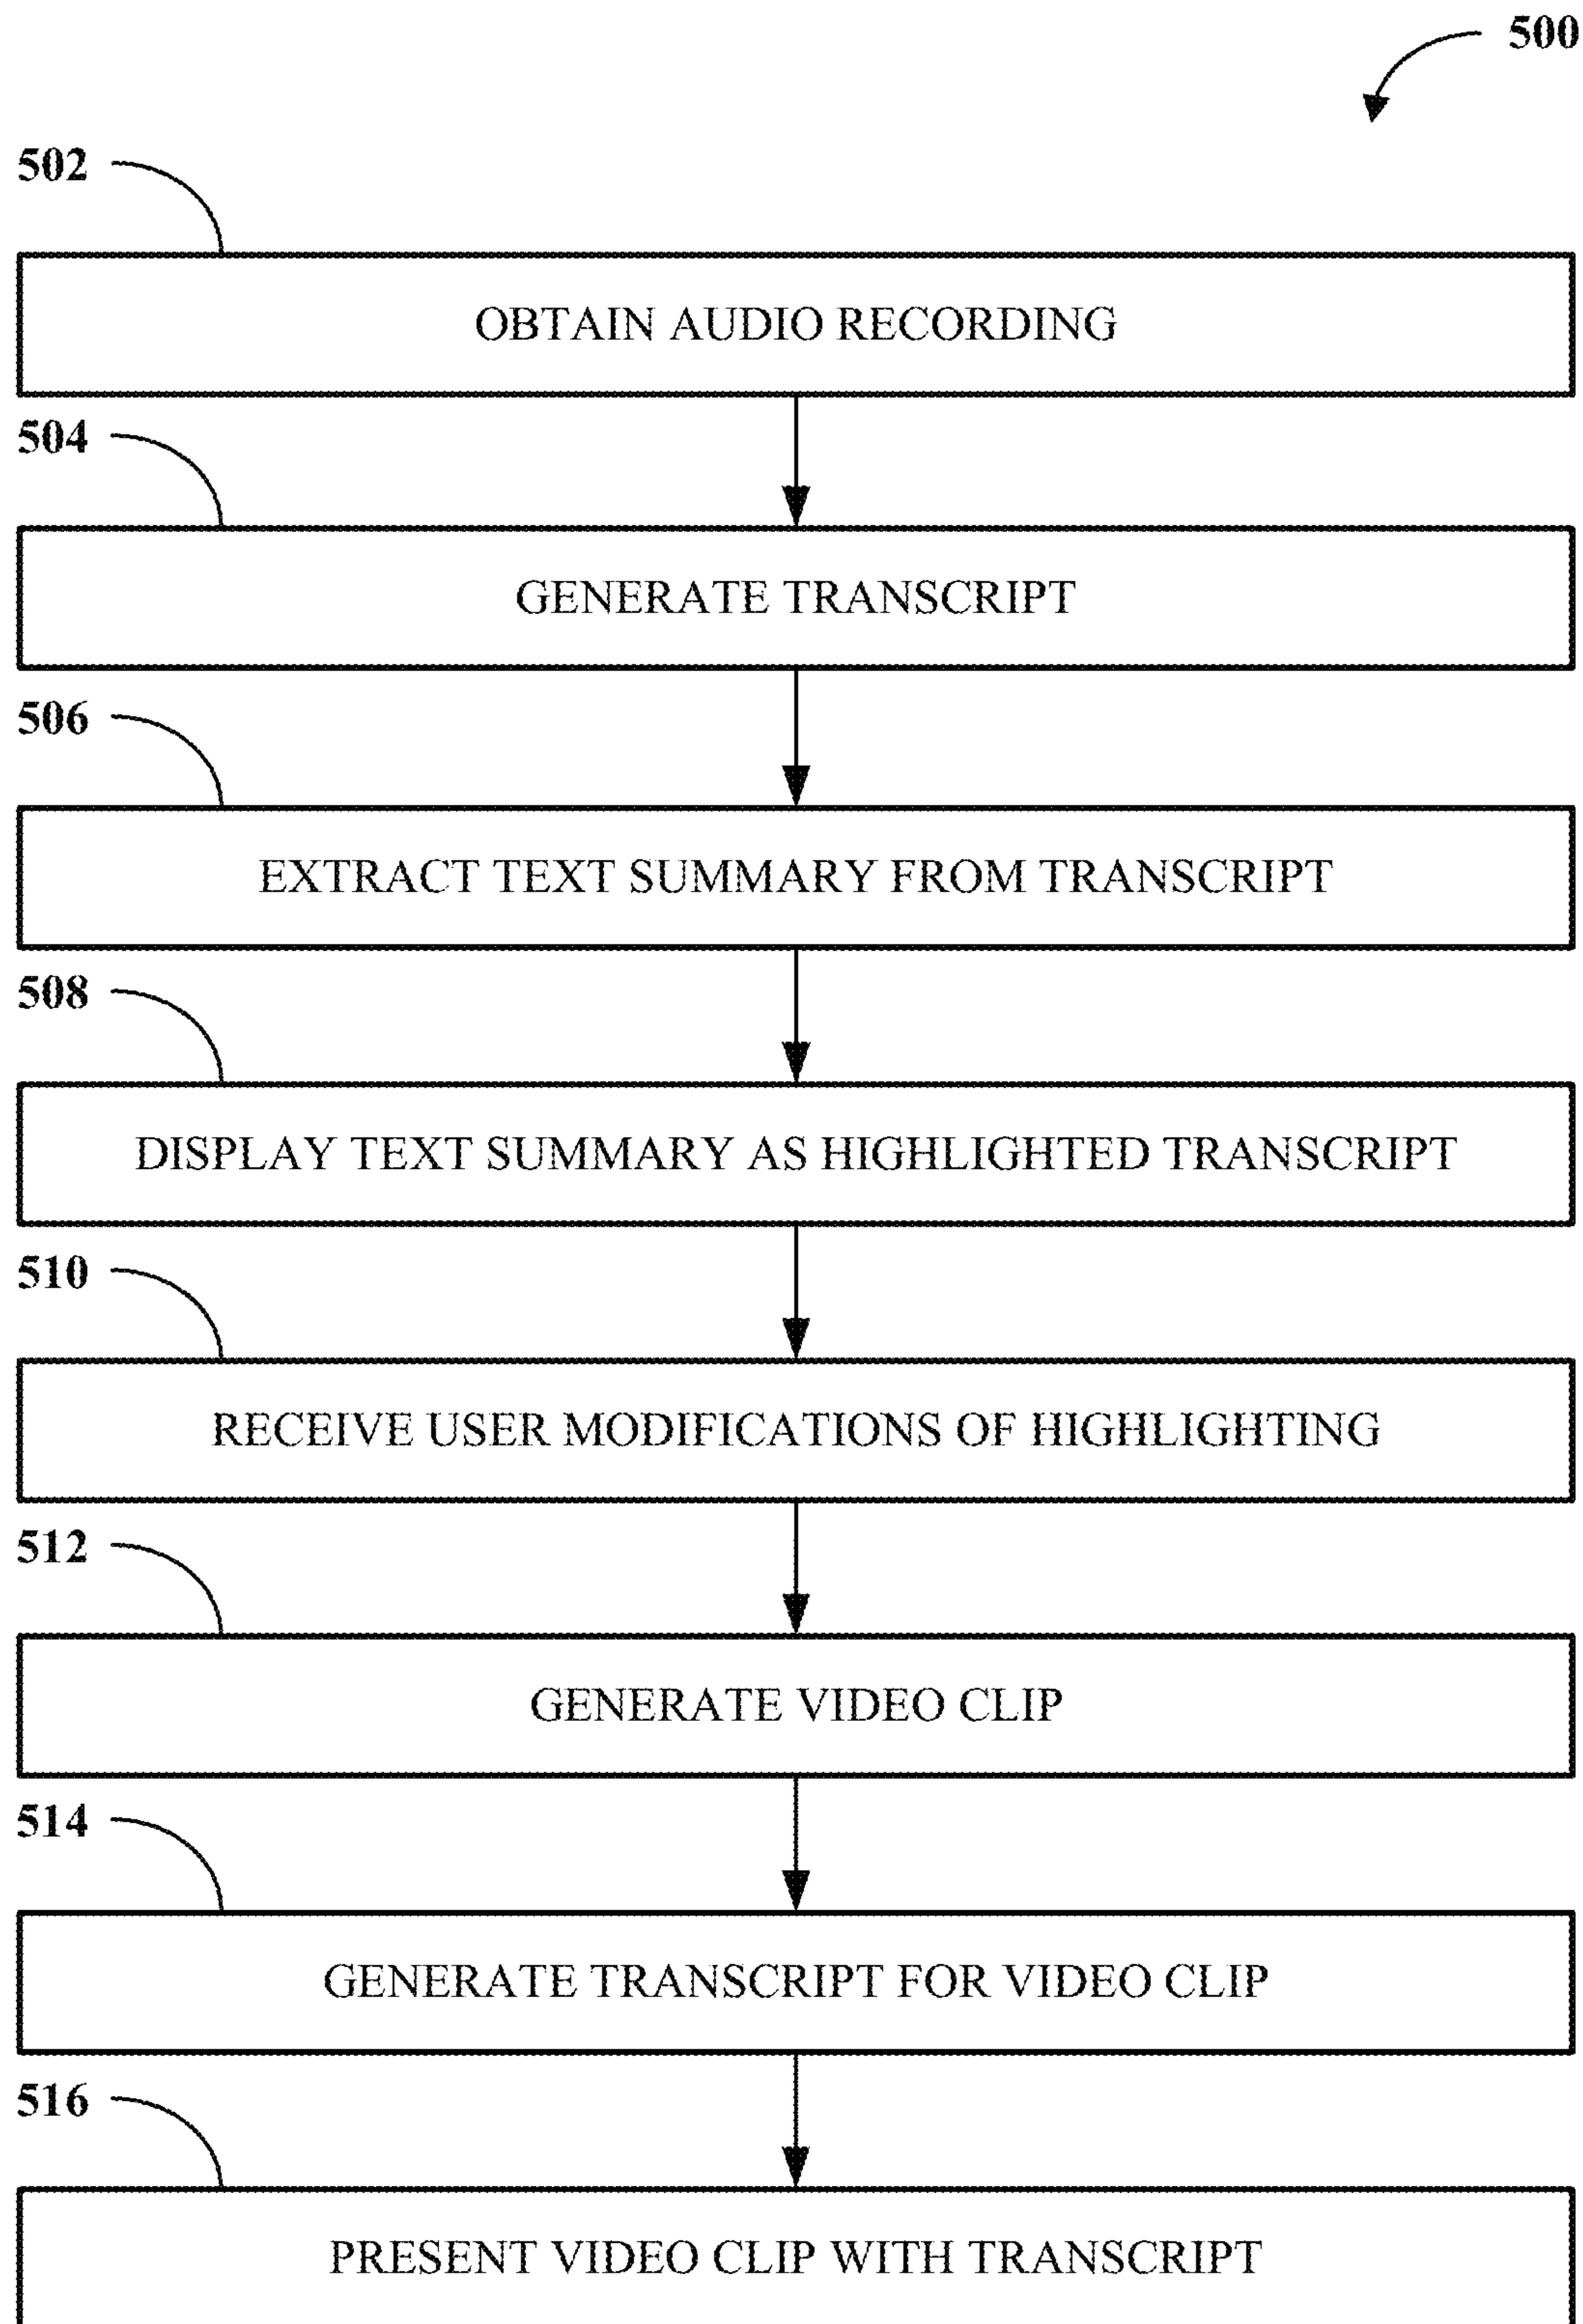 500
502
OBTAIN AUDIO RECORDING
504
GENERATE TRANSCRIPT
506
EXTRACT TEXT SUMMARY FROM TRANSCRIPT
508
DISPLAY TEXT SUMMARY AS HIGHLIGHTED TRANSCRIPT
510
RECEIVE USER MODIFICATIONS OF HIGHLIGHTING
512
GENERATE VIDEO CLIP
514
GENERATE TRANSCRIPT FOR VIDEO CLIP
516
PRESENT VIDEO CLIP WITH TRANSCRIPT